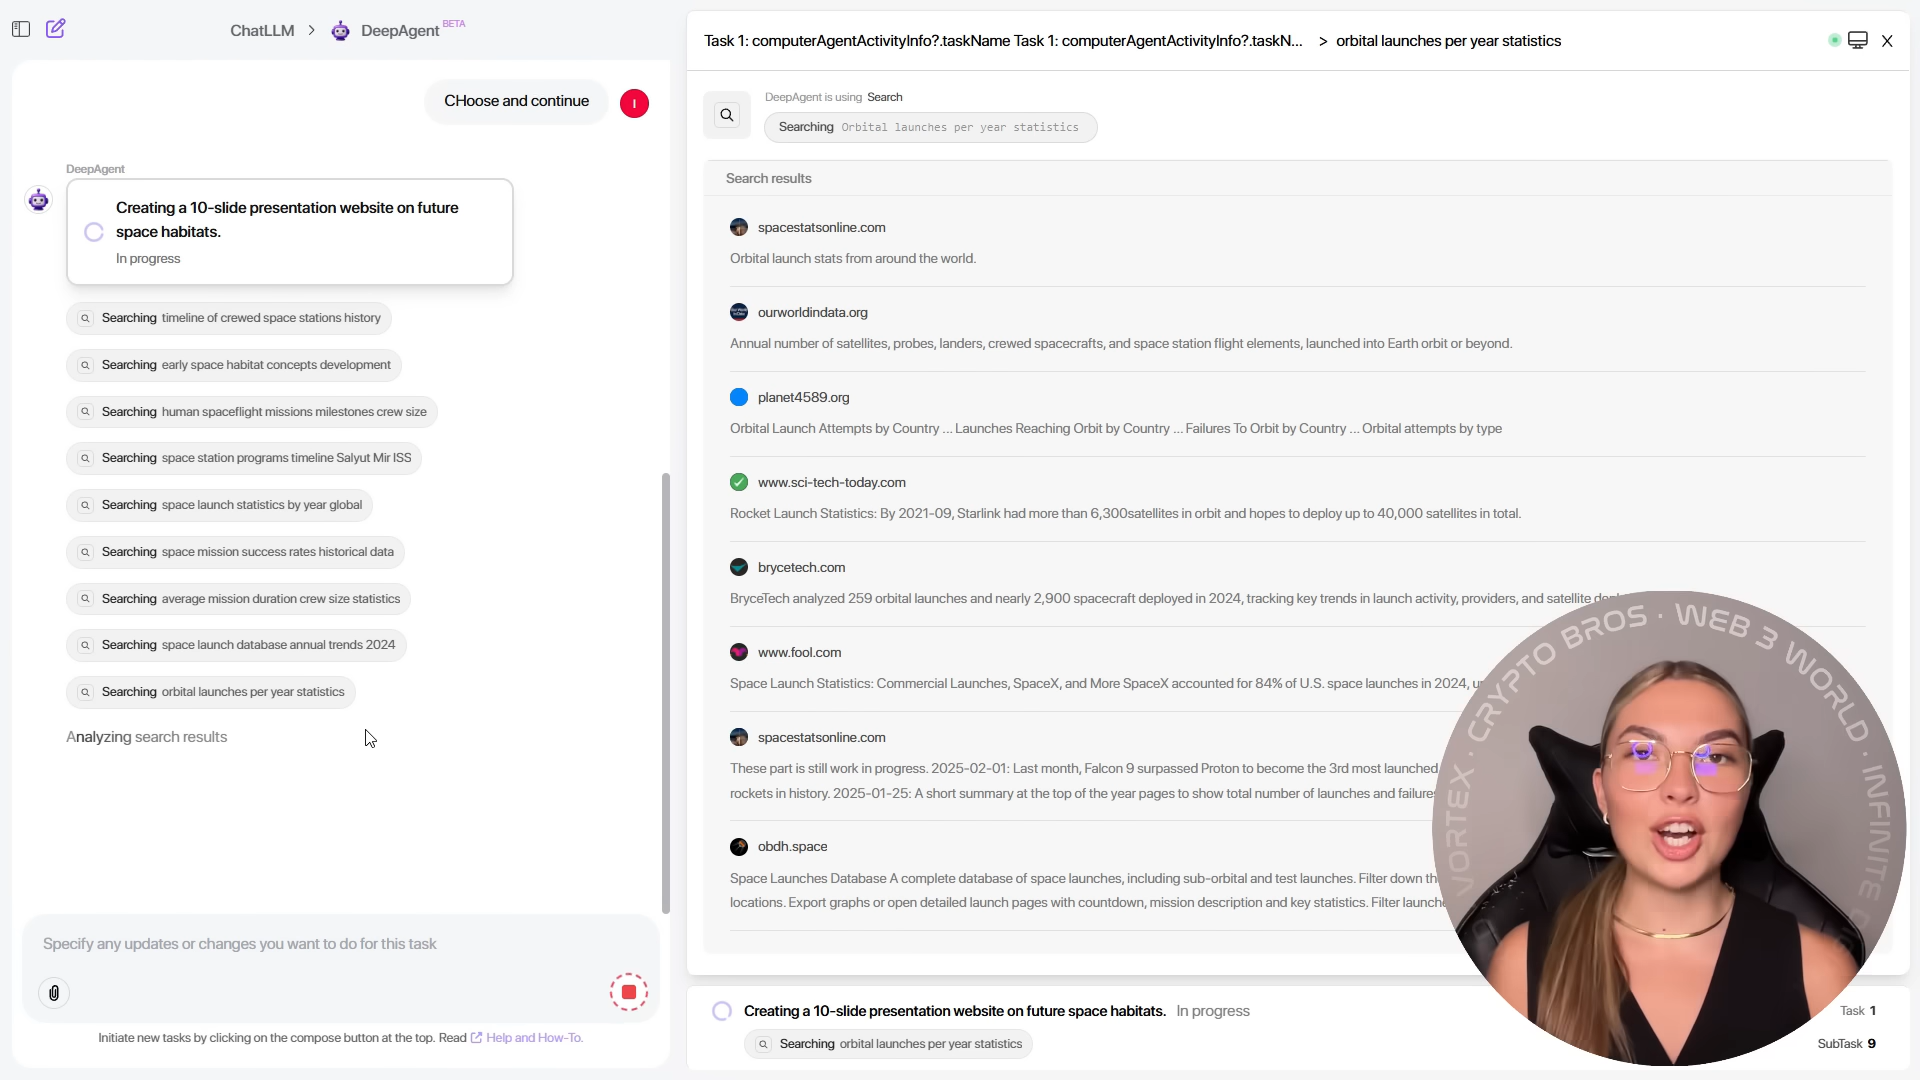 ChatLLM > DeepAgent BETA
CHoose and continue
I
DeepAgent
Creating a 10-slide presentation website on future
space habitats.
In progress
Searching timeline of crewed space stations history
Searching early space habitat concepts development
Searching human spaceflight missions milestones crew size
Searching space station programs timeline Salyut Mir ISS
Searching space launch statistics by year global
Searching space mission success rates historical data
Searching average mission duration crew size statistics
Searching space launch database annual trends 2024
Searching orbital launches per year statistics
Analyzing search results
Specify any updates or changes you want to do for this task
Initiate new tasks by clicking on the compose button at the top. Read Help and How-To.
Task 1: computerAgentActivityInfo?.taskName Task 1: computerAgentActivityInfo?.taskN... > orbital launches per year statistics
X
DeepAgent is using Search
Searching Orbital launches per year statistics
Search results
spacestatsonline.com
Orbital launch stats from around the world.
ourworldindata.org
Annual number of satellites, probes, landers, crewed spacecrafts, and space station flight elements, launched into Earth orbit or beyond.
planet4589.org
Orbital Launch Attempts by Country ... Launches Reaching Orbit by Country ... Failures To Orbit by Country ... Orbital attempts by type
www.sci-tech-today.com
Rocket Launch Statistics: By 2021-09, Starlink had more than 6,300satellites in orbit and hopes to deploy up to 40,000 satellites in total.
brycetech.com
BryceTech analyzed 259 orbital launches and nearly 2,900 spacecraft deployed in 2024, tracking key trends in launch activity, providers, and satellite
www.fool.com
Space Launch Statistics: Commercial Launches, SpaceX, and More SpaceX accounted for 84% of U.S. space launches in 2024,
spacestatsonline.com
These part is still work in progress. 2025-02-01: Last month, Falcon 9 surpassed Proton to become the 3rd most launched
rockets in history. 2025-01-25: A short summary at the top of the year pages to show total number of launches and failures
obdh.space
Space Launches Database A complete database of space launches, including sub-orbital and test launches. Filter down
locations. Export graphs or open detailed launch pages with countdown, mission description and key statistics. Filter
VORTEX · CRYPTO BROS · WEB 3 WORLD · INFINITE
Creating a 10-slide presentation website on future space habitats. In progress
Task 1
Searching orbital launches per year statistics
SubTask 9